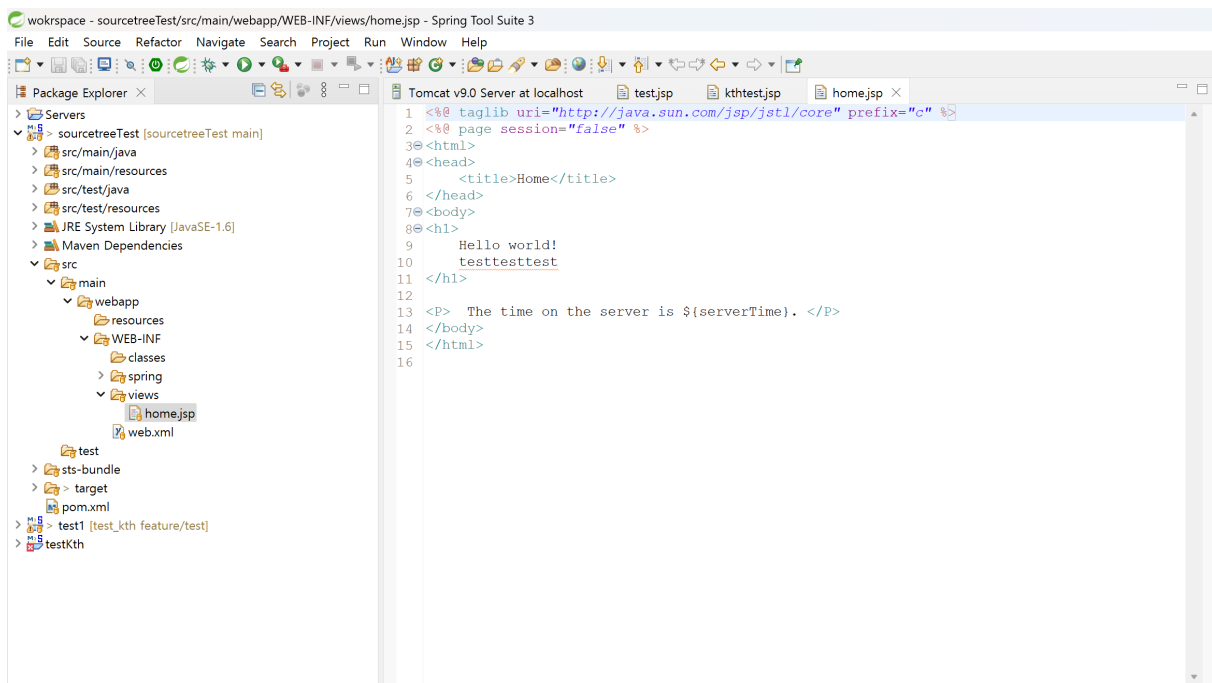 wokrspace - sourcetreeTest/src/main/webapp/WEB-INF/views/home.jsp - Spring Tool Suite 3
File Edit Source Refactor Navigate Search Project Run Window Help
Package Explorer
Servers
> sourcetreeTest [sourcetreeTest main]
src/main/java
src/main/resources
src/test/java
src/test/resources
JRE System Library [JavaSE-1.6]
Maven Dependencies
src
main
webapp
resources
WEB-INF
classes
spring
views
home.jsp
web.xml
test
sts-bundle
> target
pom.xml
> test1 [test_kth feature/test]
testKth
Tomcat v9.0 Server at localhost test.jsp kthtest.jsp home.jsp
1 <%@ taglib uri="http://java.sun.com/jsp/jstl/core" prefix="c" %>
2 <%@ page session="false" %>
3 <html>
4 <head>
5 <title>Home</title>
6 </head>
7 <body>
8 <h1>
9 Hello world!
10 testtesttest
11 </h1>
12
13 <P>  The time on the server is ${serverTime}. </P>
14 </body>
15 </html>
16